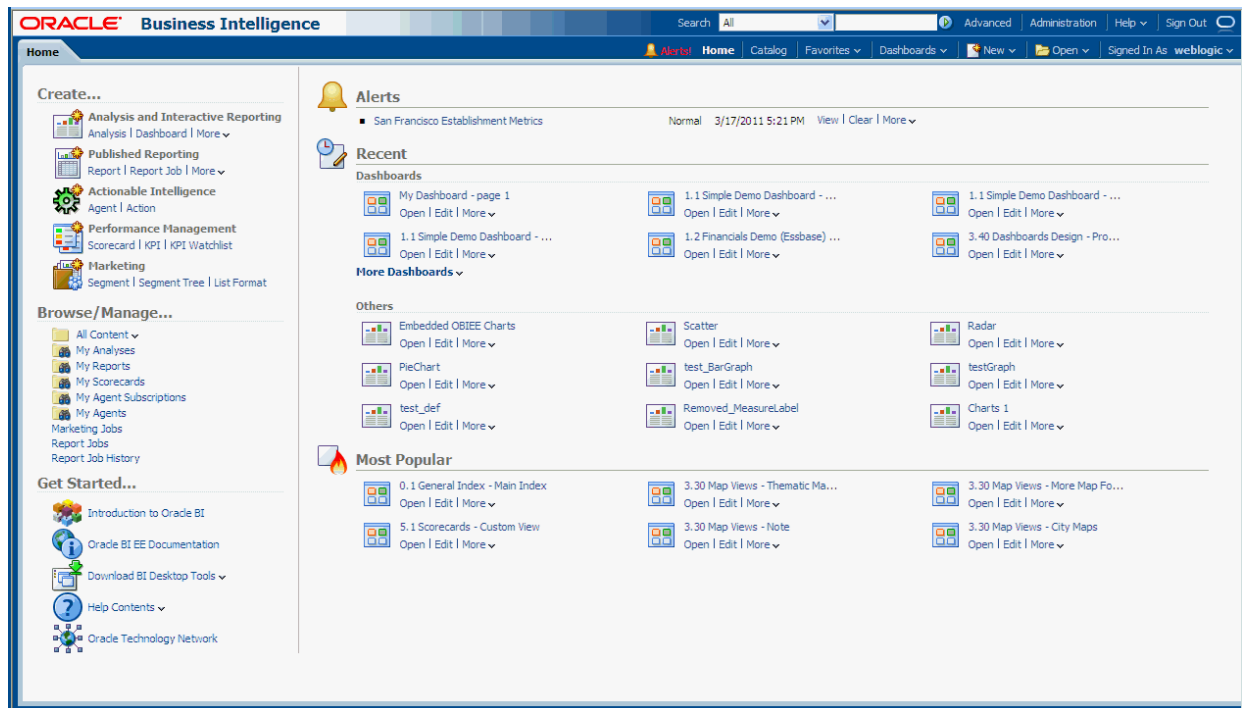 ORACLE Business Intelligence
Search All Advanced Administration Help Sign Out
Home
Alerts! Home Catalog Favorites Dashboards New Open Signed In As weblogic
Create...
Analysis and Interactive Reporting
Analysis | Dashboard | More
Published Reporting
Report | Report Job | More
Actionable Intelligence
Agent | Action
Performance Management
Scorecard | KPI | KPI Watchlist
Marketing
Segment | Segment Tree | List Format
Browse/Manage...
All Content
My Analyses
My Reports
My Scorecards
My Agent Subscriptions
My Agents
Marketing Jobs
Report Jobs
Report Job History
Get Started...
Introduction to Oracle BI
Oracle BI EE Documentation
Download BI Desktop Tools
Help Contents
Oracle Technology Network
Alerts
San Francisco Establishment Metrics Normal 3/17/2011 5:21 PM View | Clear | More
Recent
Dashboards
My Dashboard - page 1 1.1 Simple Demo Dashboard - ... 1.1 Simple Demo Dashboard - ...
Open | Edit | More Open | Edit | More Open | Edit | More
1.1 Simple Demo Dashboard - ... 1.2 Financials Demo (Essbase) ... 3.40 Dashboards Design - Pro...
Open | Edit | More Open | Edit | More Open | Edit | More
More Dashboards
Others
Embedded OBIEE Charts Scatter Radar
Open | Edit | More Open | Edit | More Open | Edit | More
PieChart test_BarGraph testGraph
Open | Edit | More Open | Edit | More Open | Edit | More
test_def Removed_MeasureLabel Charts 1
Open | Edit | More Open | Edit | More Open | Edit | More
Most Popular
0.1 General Index - Main Index 3.30 Map Views - Thematic Ma... 3.30 Map Views - More Map Fo...
Open | Edit | More Open | Edit | More Open | Edit | More
5.1 Scorecards - Custom View 3.30 Map Views - Note 3.30 Map Views - City Maps
Open | Edit | More Open | Edit | More Open | Edit | More